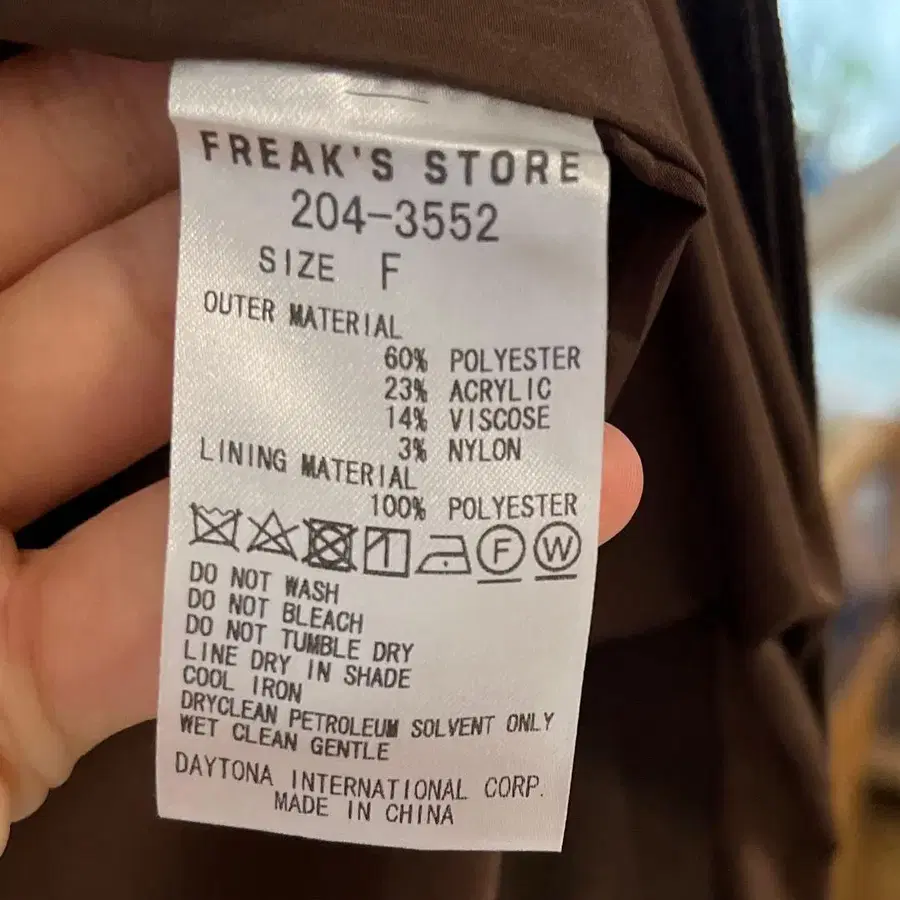 FREAK'S STORE
204-3552
SIZE F
OUTER MATERIAL
60% POLYESTER
23% ACRYLIC
14% VISCOSE
3% NYLON
LINING MATERIAL
100% POLYESTER
F W
DO NOT WASH
DO NOT BLEACH
DO NOT TUMBLE DRY
LINE DRY IN SHADE
COOL IRON
DRYCLEAN PETROLEUM SOLVENT ONLY
WET CLEAN GENTLE
DAYTONA INTERNATIONAL CORP.
MADE IN CHINA